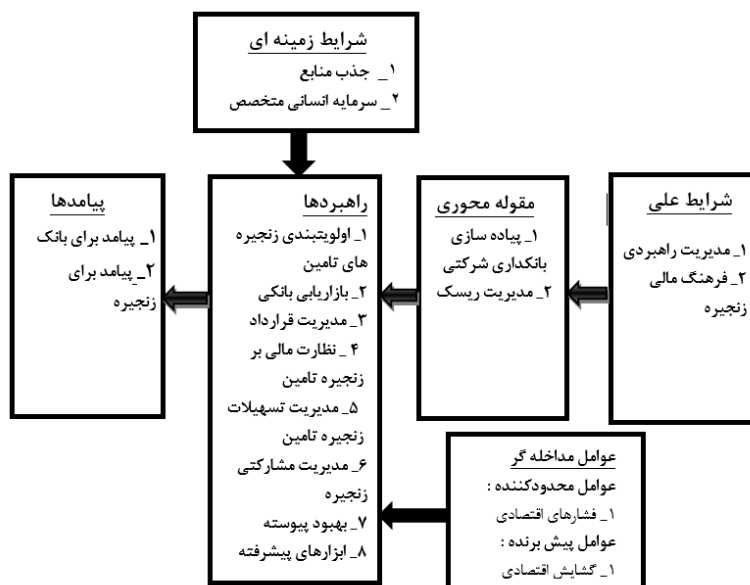 شرایط زمینه ای
۱_ جذب منابع
۲_ سرمایه انسانی متخصص
شرایط علی
۱_ مدیریت راهبردی
۲_ فرهنگ مالی
زنجیره
مقوله محوری
۱_ پیاده سازی
بانکداری شرکتی
۲_ مدیریت ریسک
راهبردها
۱_ اولویتبندی زنجیره
های تامین
۲_ بازاریابی بانکی
۳_ مدیریت قرارداد
۴_ نظارت مالی بر
زنجیره تامین
۵_ مدیریت تسهیلات
زنجیره تامین
۶_ مدیریت مشارکتی
زنجیره
۷_ بهبود پیوسته
۸_ ابزارهای پیشرفته
پیامدها
۱_ پیامد برای بانک
۲_ پیامد برای
زنجیره
عوامل مداخله گر
عوامل محدودکننده :
۱_ فشارهای اقتصادی
عوامل پیش برنده :
۱_ گشایش اقتصادی